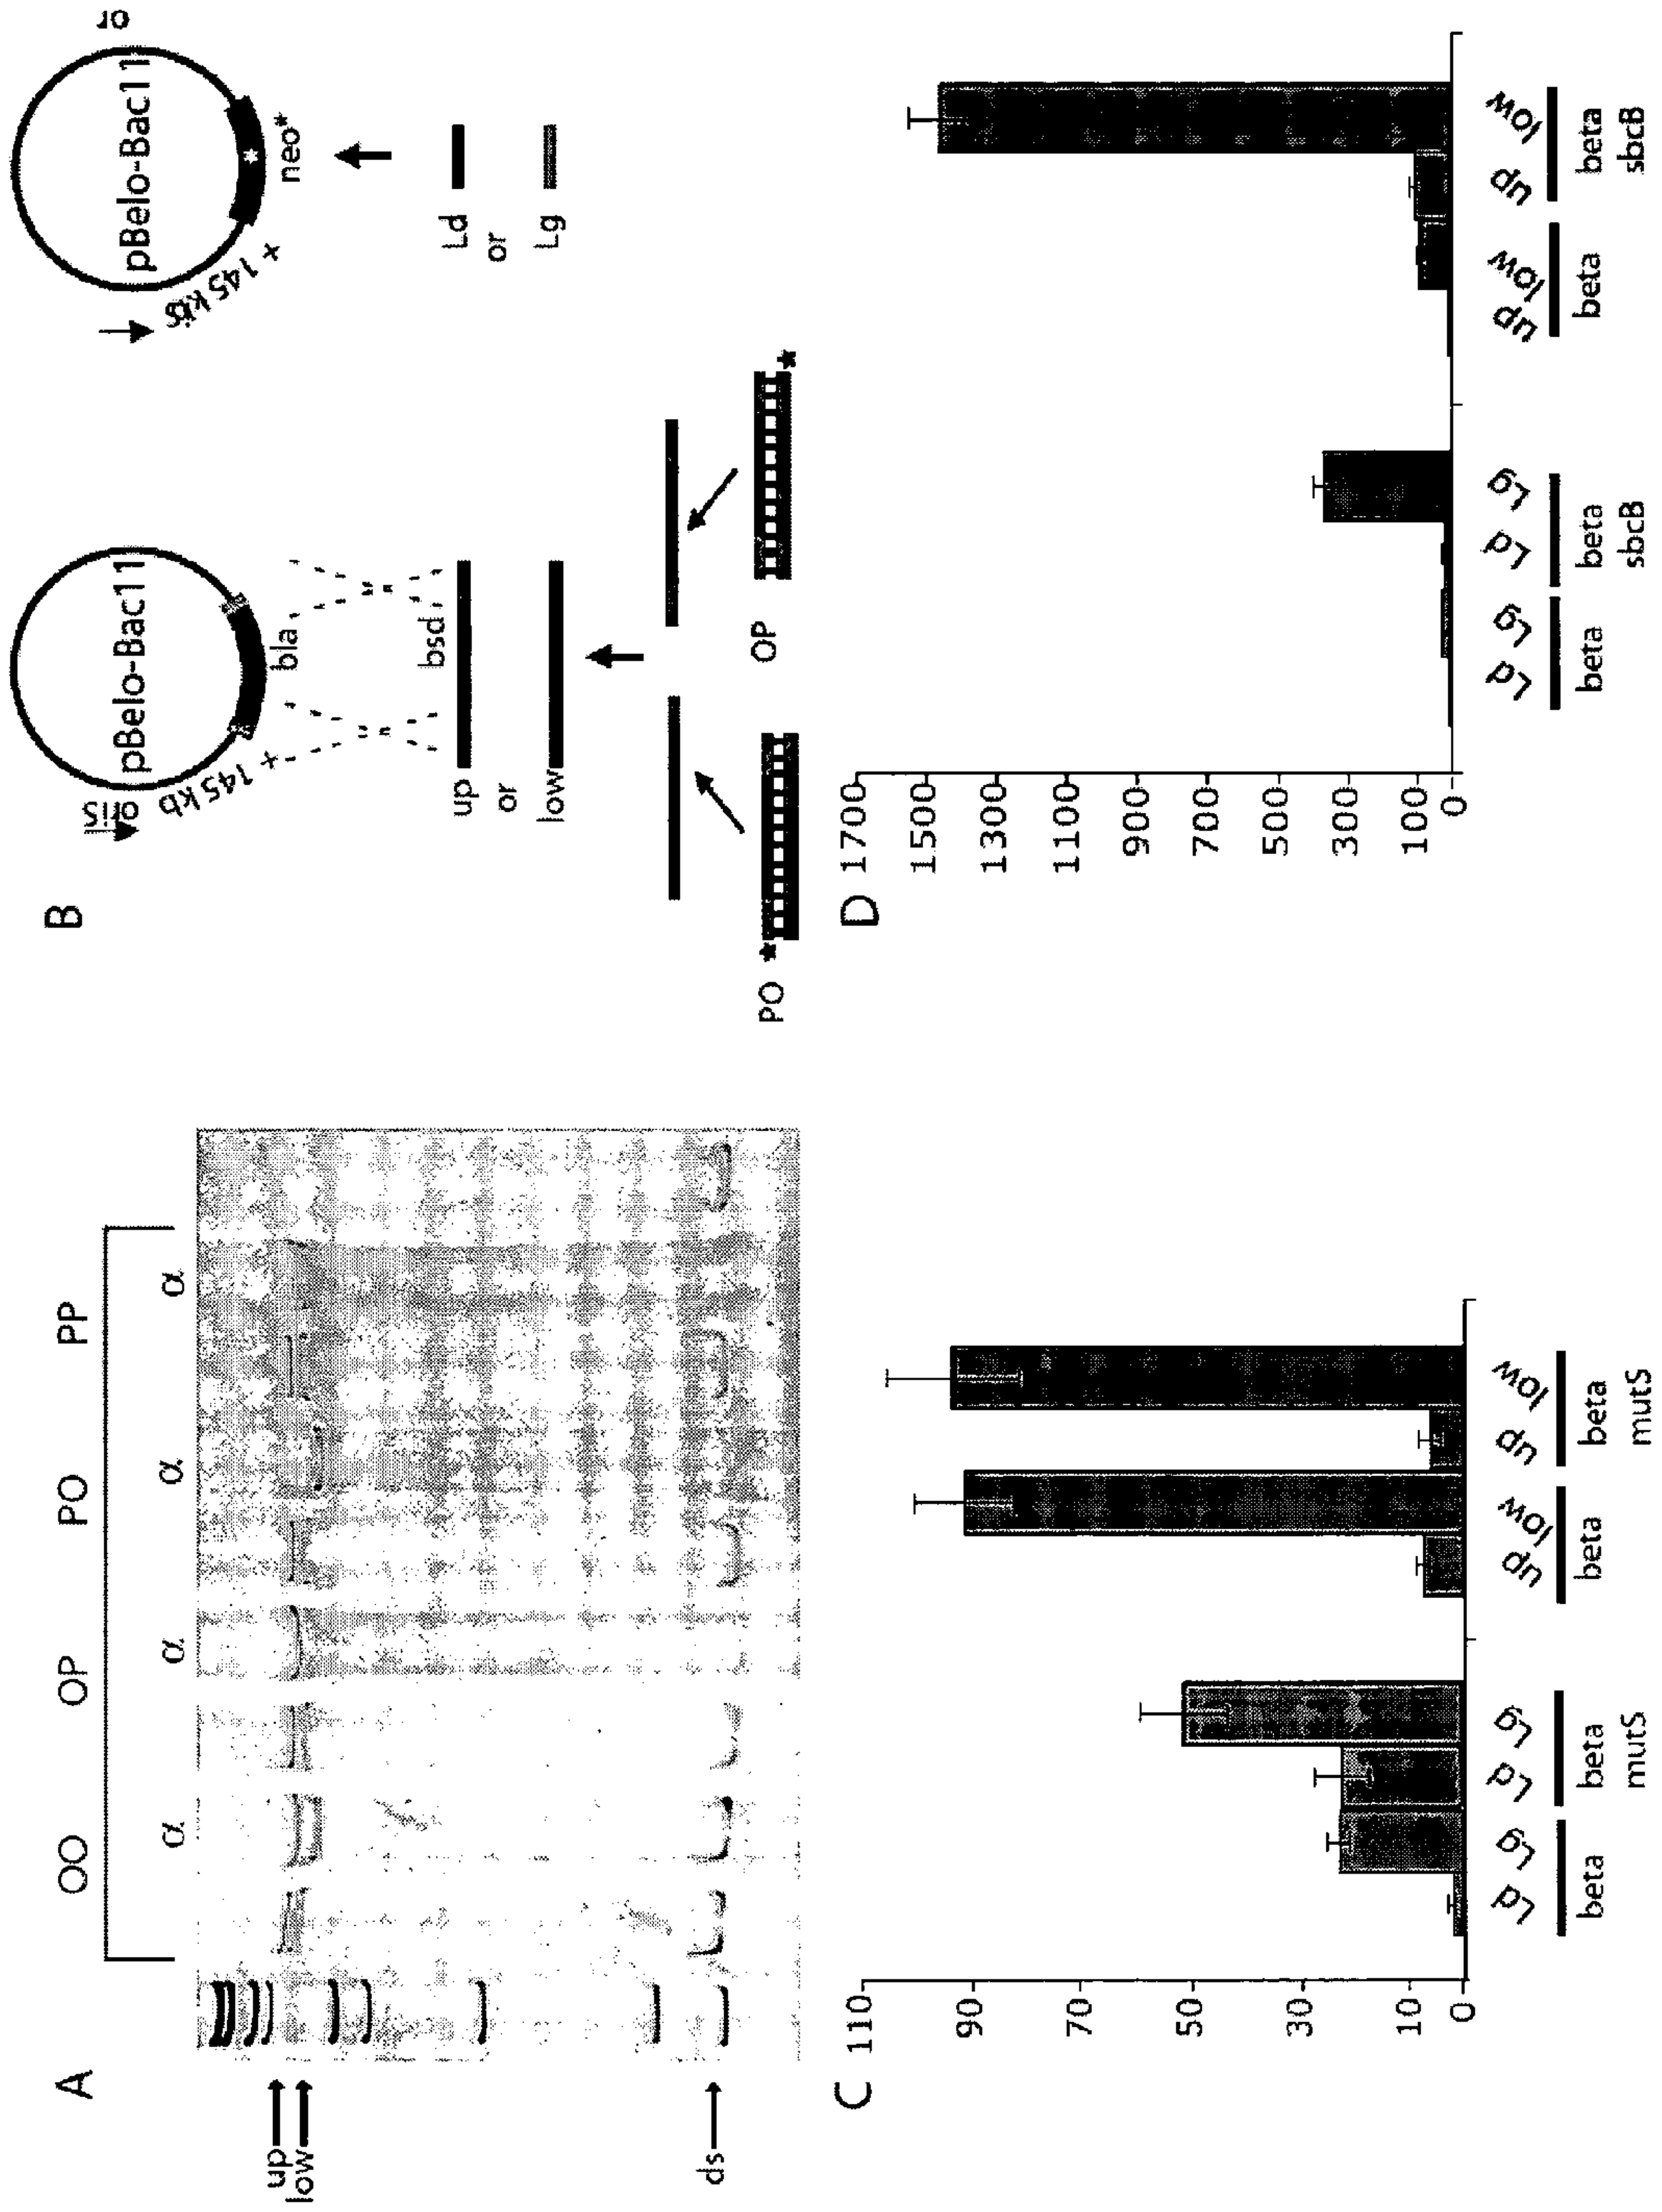 A
OO OP PO PP
α α α α
up
low
ds
B
oriS
pBelo-Bac11
+ 145 kb
bla
bsd
up
or
low
PO *
OP
*
or
pBelo-Bac11
+ 145 kb
neo*
Ld
or
Lg
C
110
90
70
50
30
10
0
Ld Lg Ld Lg up low up low
beta beta beta beta
mutS mutS
D
1700
1500
1300
1100
900
700
500
300
100
0
Ld Lg Ld Lg up low up low
beta beta beta beta
sbcB sbcB